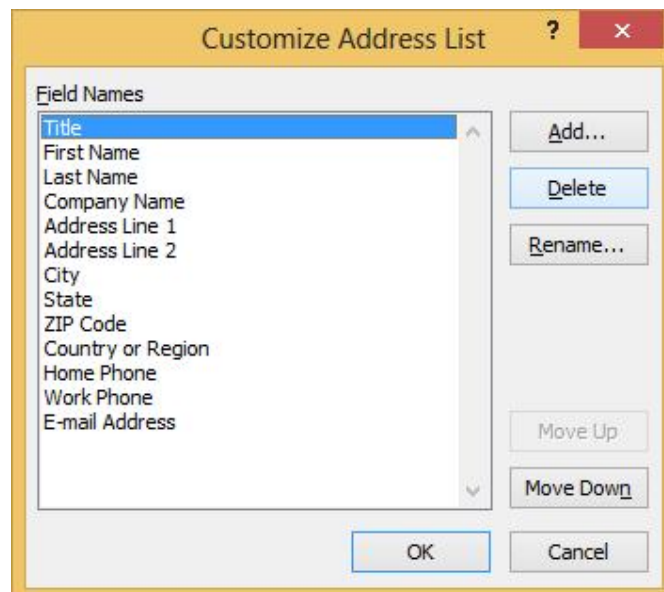 Customize Address List ? ×
Field Names
Title
First Name
Last Name
Company Name
Address Line 1
Address Line 2
City
State
ZIP Code
Country or Region
Home Phone
Work Phone
E-mail Address
Add...
Delete
Rename...
Move Up
Move Down
OK
Cancel